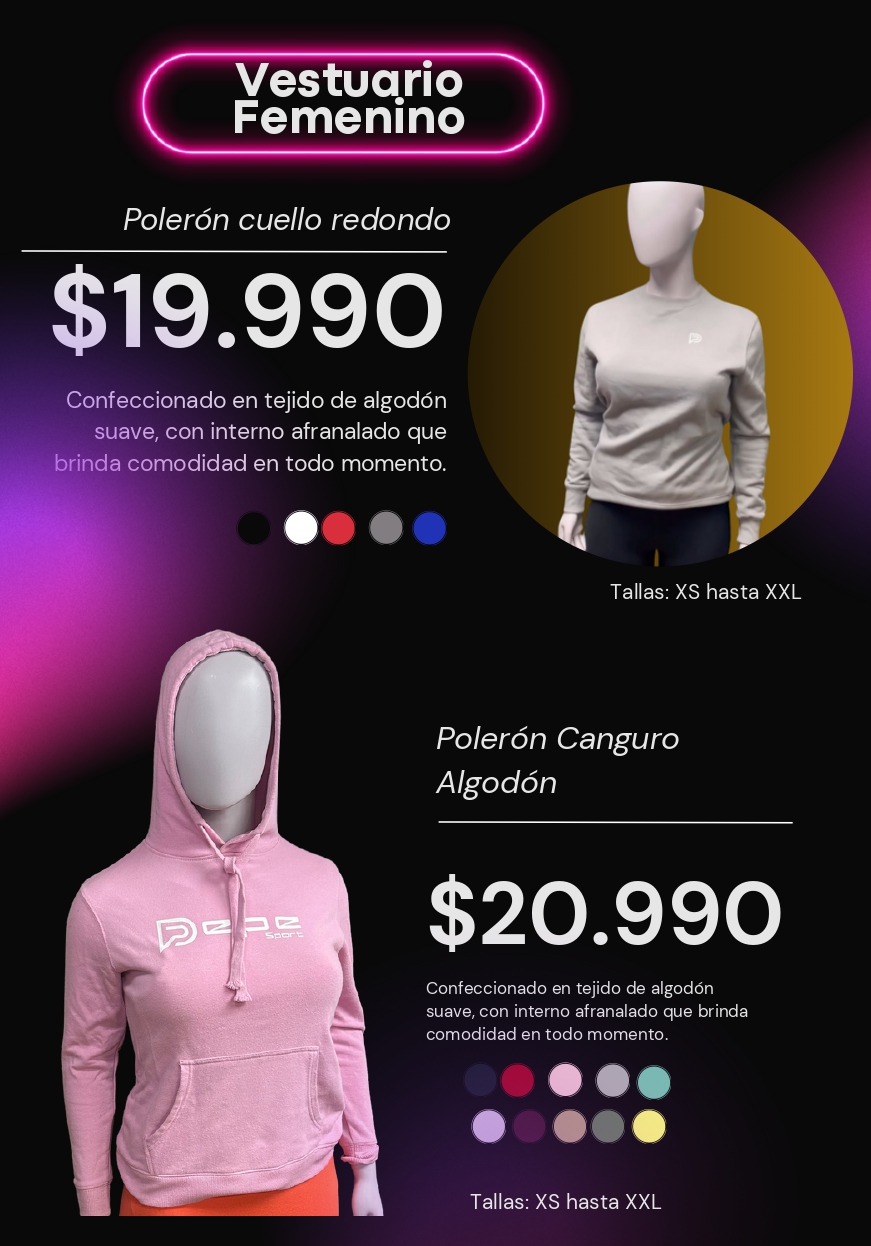 Vestuario
Femenino
Polerón cuello redondo
$19.990
Confeccionado en tejido de algodón
suave, con interno afranalado que
brinda comodidad en todo momento.
Tallas: XS hasta XXL
Polerón Canguro
Algodón
$20.990
Confeccionado en tejido de algodón
suave, con interno afranalado que brinda
comodidad en todo momento.
Sport
Tallas: XS hasta XXL